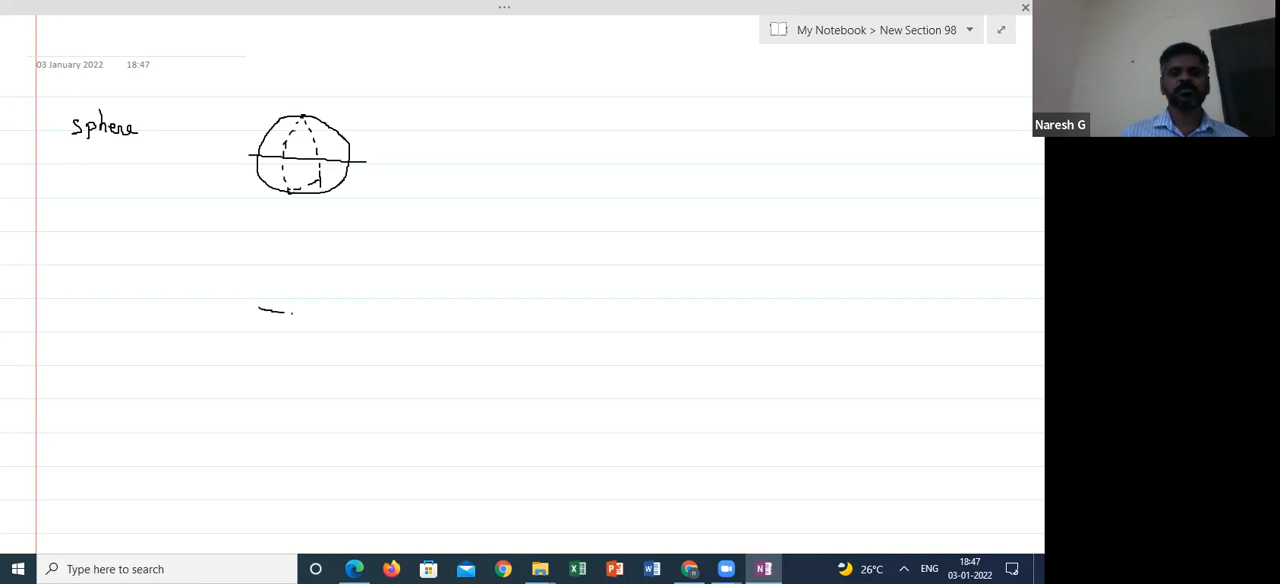 My Notebook > New Section 98
03 January 2022 18:47
sphere
Naresh G
Type here to search
26°C
ENG
18:47
03-01-2022